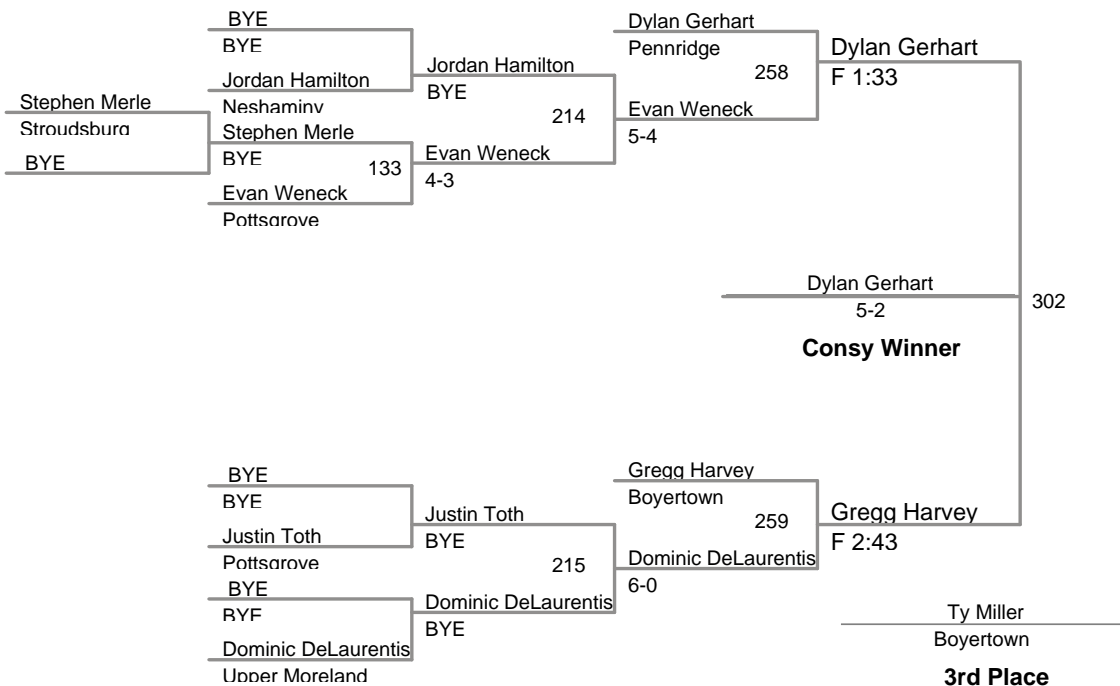 BYE
BYE
Jordan Hamilton
Neshaminy
Stephen Merle
Stroudsburg
BYE
Stephen Merle
BYE
133
Evan Weneck
Pottsgrove
Jordan Hamilton
BYE
214
Evan Weneck
4-3
Dylan Gerhart
Pennridge
258
Evan Weneck
5-4
Dylan Gerhart
F 1:33
Dylan Gerhart
5-2
302
Consy Winner
BYE
BYE
Justin Toth
Pottsgrove
BYE
BYE
Dominic DeLaurentis
Upper Moreland
Justin Toth
BYE
215
Dominic DeLaurentis
BYE
Gregg Harvey
Boyertown
259
Dominic DeLaurentis
6-0
Gregg Harvey
F 2:43
Ty Miller
Boyertown
3rd Place